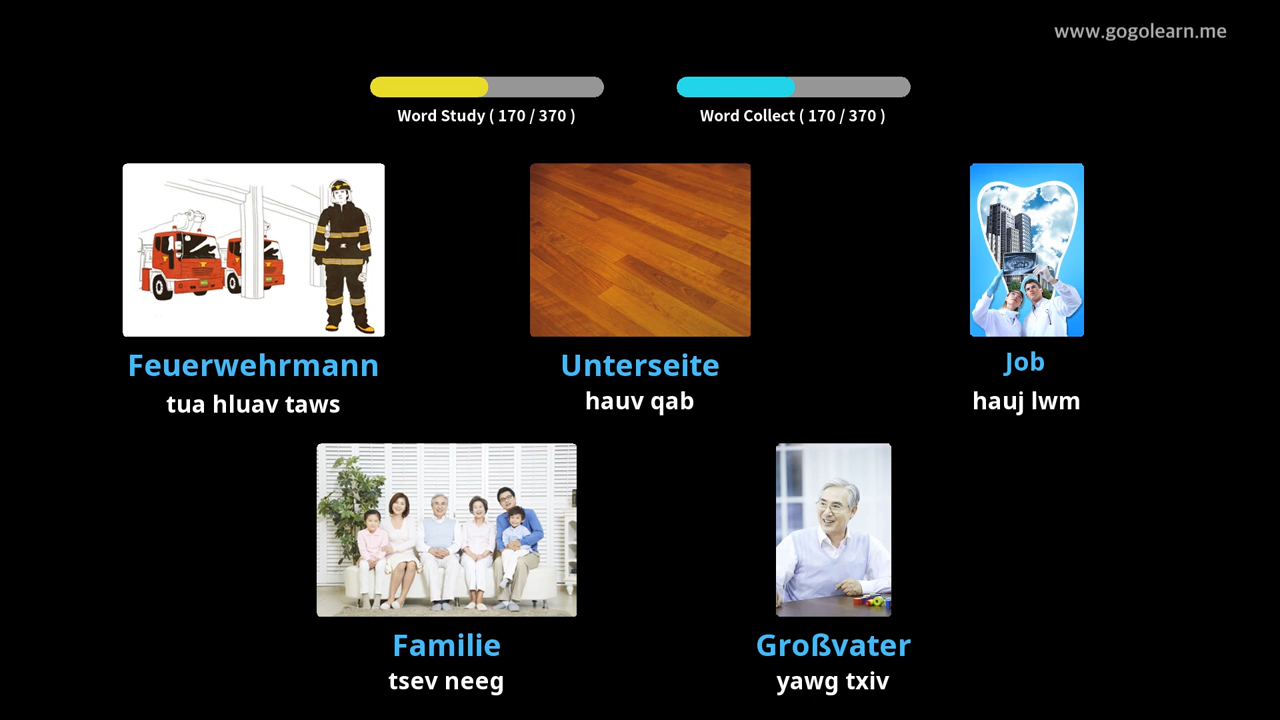 www.gogolearn.me
Word Study ( 170 / 370 )
Word Collect ( 170 / 370 )
Feuerwehrmann
tua hluav taws
Unterseite
hauv qab
Job
hauj lwm
Familie
tsev neeg
Großvater
yawg txiv